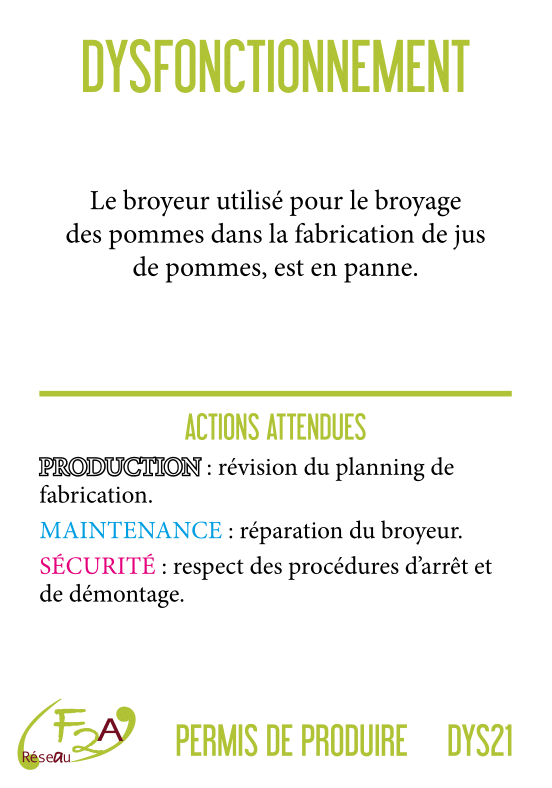 DYSFONCTIONNEMENT
Le broyeur utilisé pour le broyage
des pommes dans la fabrication de jus
de pommes, est en panne.
ACTIONS ATTENDUES
PRODUCTION : révision du planning de
fabrication.
MAINTENANCE : réparation du broyeur.
SÉCURITÉ : respect des procédures d’arrêt et
de démontage.
F2A
Réseau
PERMIS DE PRODUIRE DYS21